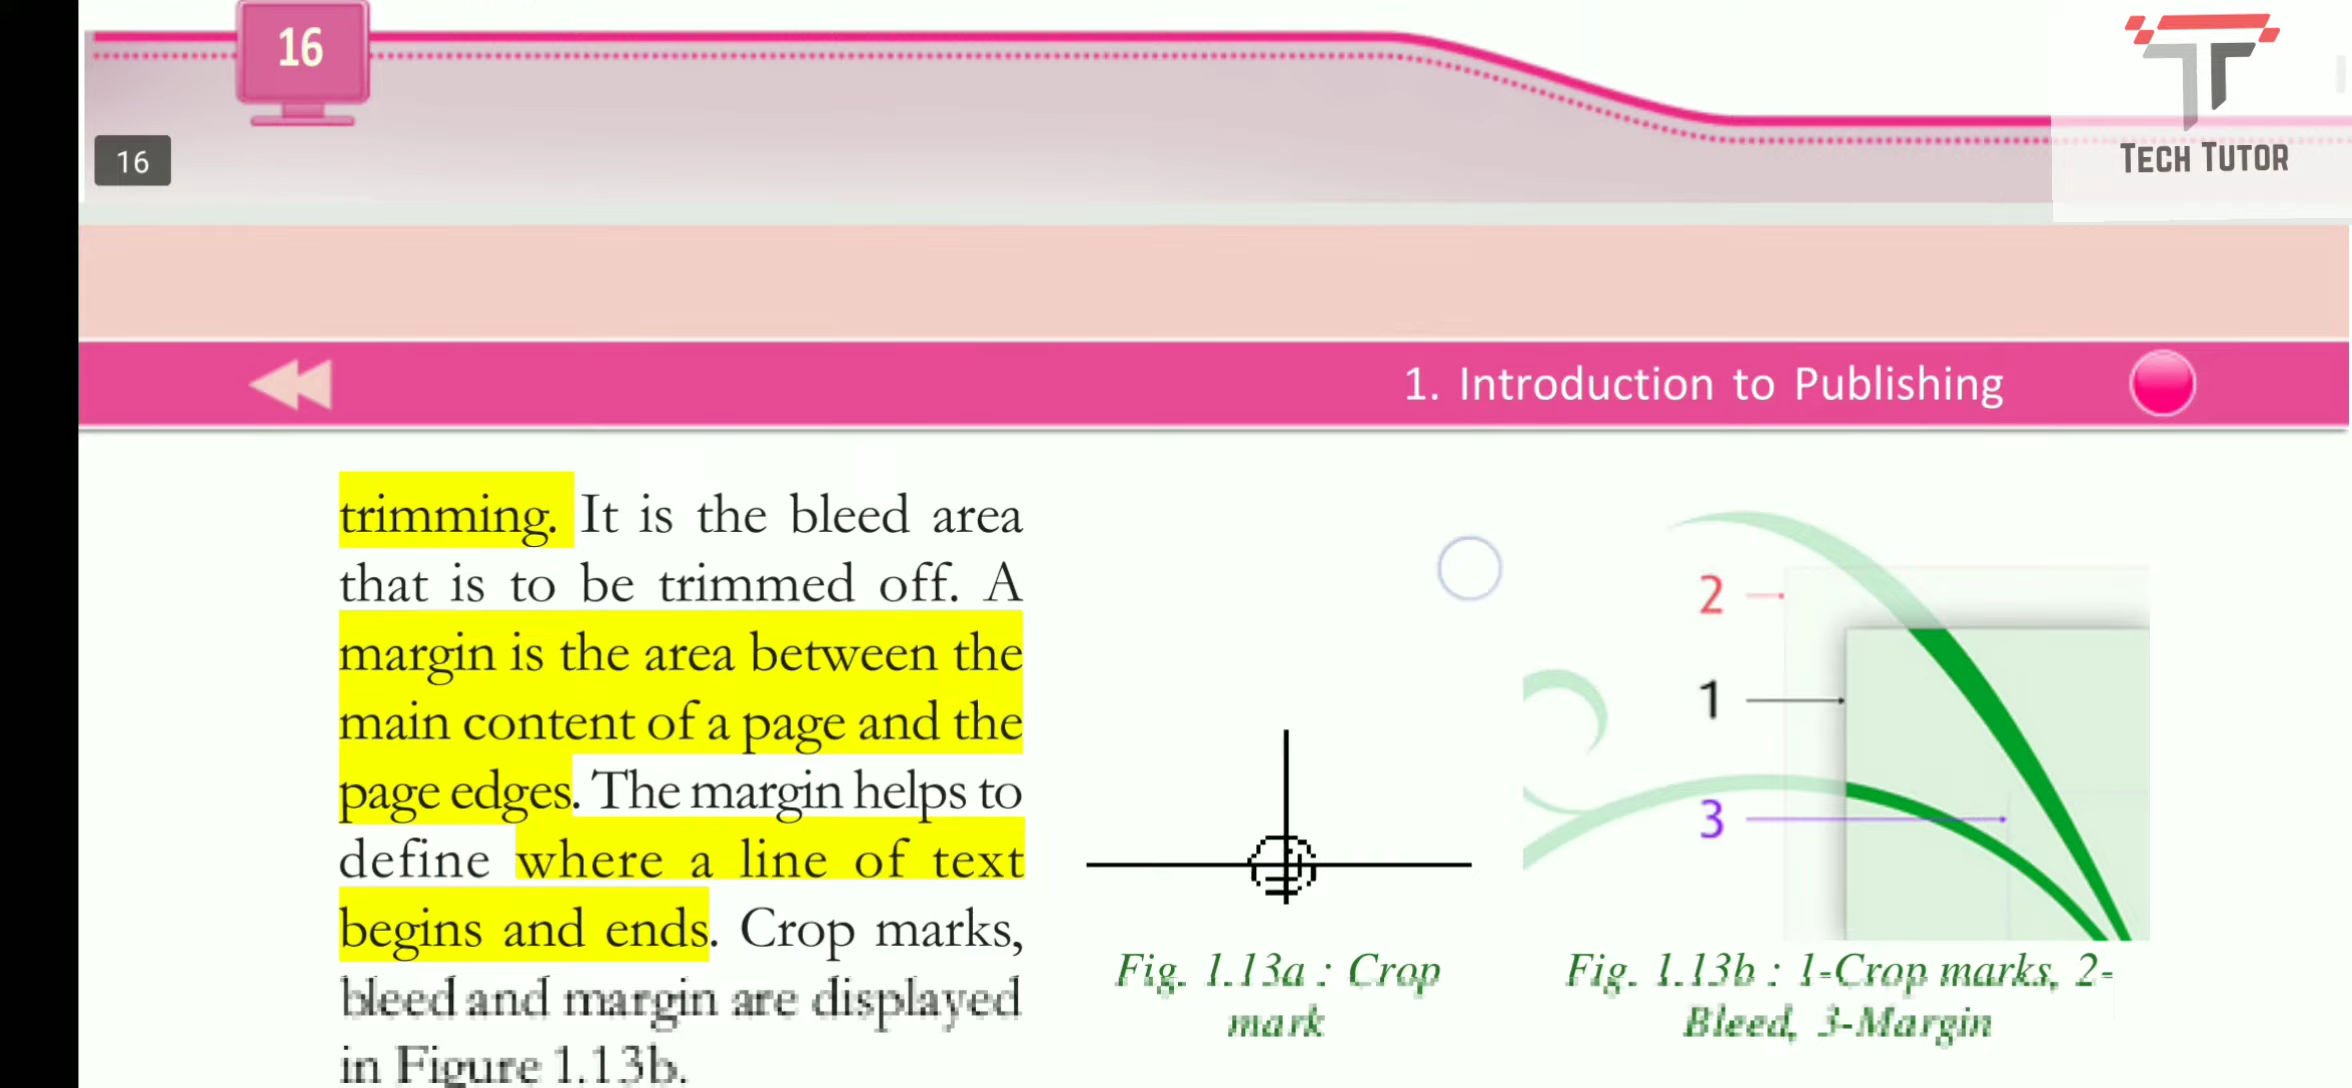 16
16
TECH TUTOR
1. Introduction to Publishing
trimming. It is the bleed area
that is to be trimmed off. A
margin is the area between the
main content of a page and the
page edges. The margin helps to
define where a line of text
begins and ends. Crop marks,
bleed and margin are displayed
in Figure 1.13b.
Fig. 1.13a : Crop
mark
2
1
3
Fig. 1.13b : 1-Crop marks, 2-
Bleed, 3-Margin